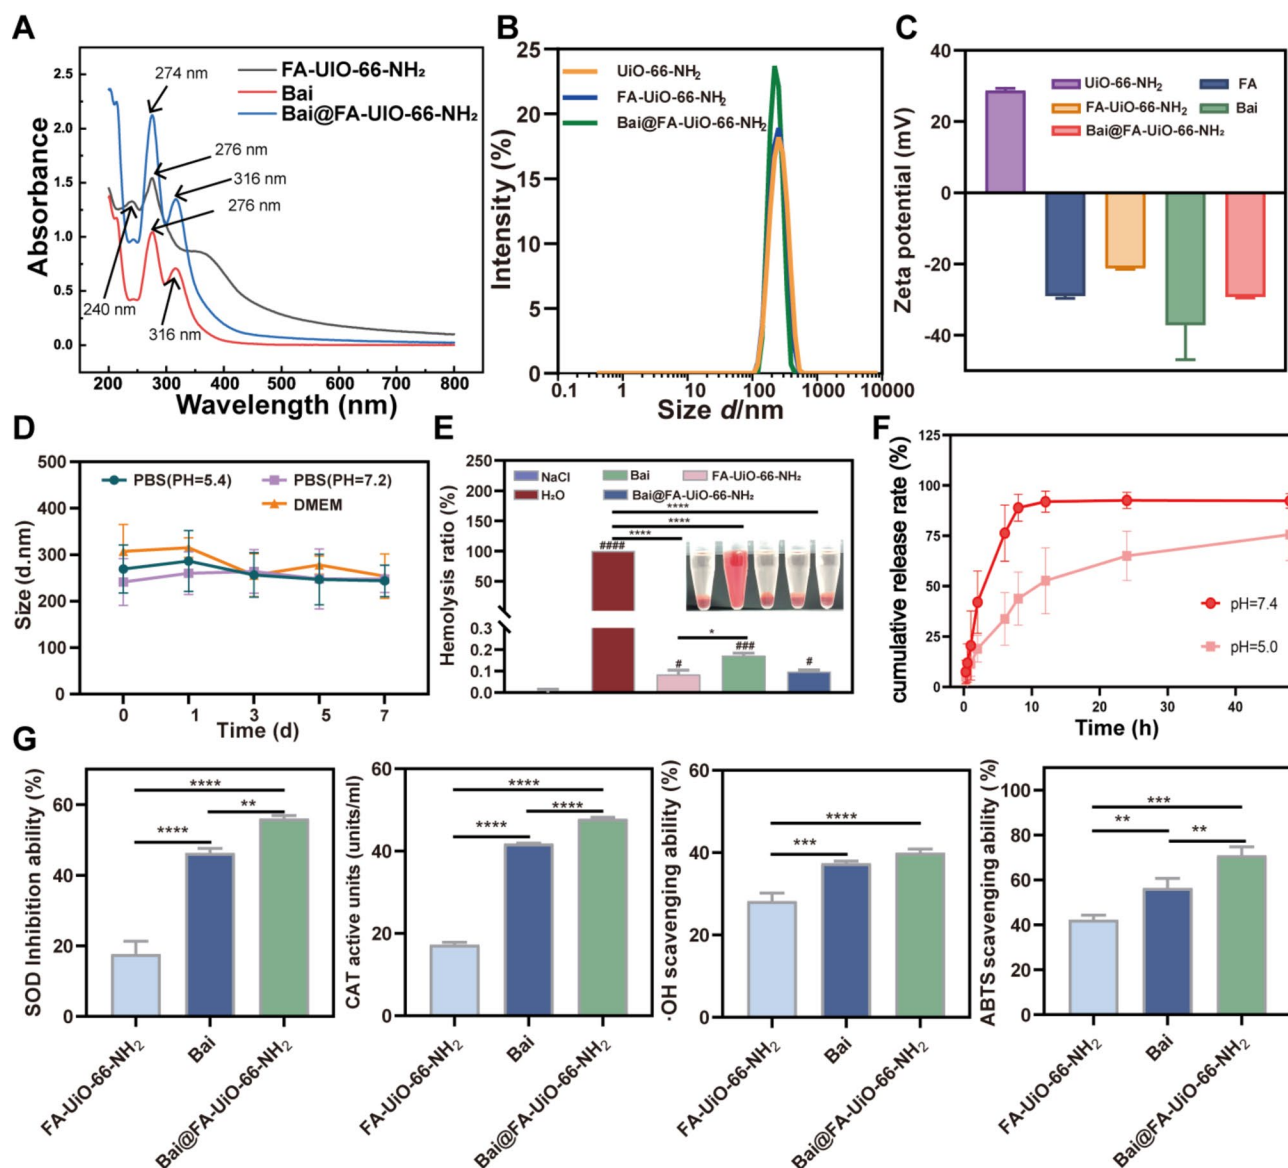 A
2.5
2.0
1.5
1.0
0.5
0.0
Absorbance
274 nm
276 nm
316 nm
276 nm
240 nm
316 nm
FA-UIO-66-NH₂
Bai
Bai@FA-UIO-66-NH₂
200 300 400 500 600 700 800
Wavelength (nm)
B
25
20
15
10
5
0
Intensity (%)
UiO-66-NH₂
FA-UiO-66-NH₂
Bai@FA-UiO-66-NH₂
0.1 1 10 100 1000 10000
Size d/nm
C
40
20
0
-20
-40
Zeta potential (mV)
UiO-66-NH₂ FA
FA-UiO-66-NH₂ Bai
Bai@FA-UiO-66-NH₂
D
500
400
300
200
100
0
Size (d.nm)
PBS(PH=5.4) PBS(PH=7.2)
DMEM
0 1 3 5 7
Time (d)
E
250
200
150
100
50
0.3
0.2
0.1
0.0
Hemolysis ratio (%)
NaCl Bai FA-UiO-66-NH₂
H₂O Bai@FA-UiO-66-NH₂
****
****
****
####
*
#
###
#
F
125
100
75
50
25
0
cumulative release rate (%)
pH=7.4
pH=5.0
0 10 20 30 40
Time (h)
G
60
40
20
0
SOD Inhibition ability (%)
****
**
****
FA-UiO-66-NH₂
Bai
Bai@FA-UiO-66-NH₂
60
40
20
0
CAT active units (units/ml)
****
****
****
FA-UiO-66-NH₂
Bai
Bai@FA-UiO-66-NH₂
60
40
20
0
·OH scavenging ability (%)
****
***
FA-UiO-66-NH₂
Bai
Bai@FA-UiO-66-NH₂
100
80
60
40
20
0
ABTS scavenging ability (%)
***
**
**
FA-UiO-66-NH₂
Bai
Bai@FA-UiO-66-NH₂